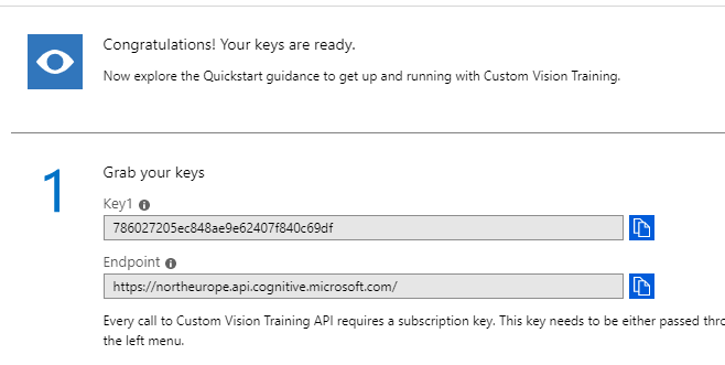 Congratulations! Your keys are ready.
Now explore the Quickstart guidance to get up and running with Custom Vision Training.
1
Grab your keys
Key1
786027205ec848ae9e62407f840c69df
Endpoint
https://northeurope.api.cognitive.microsoft.com/
Every call to Custom Vision Training API requires a subscription key. This key needs to be either passed
the left menu.